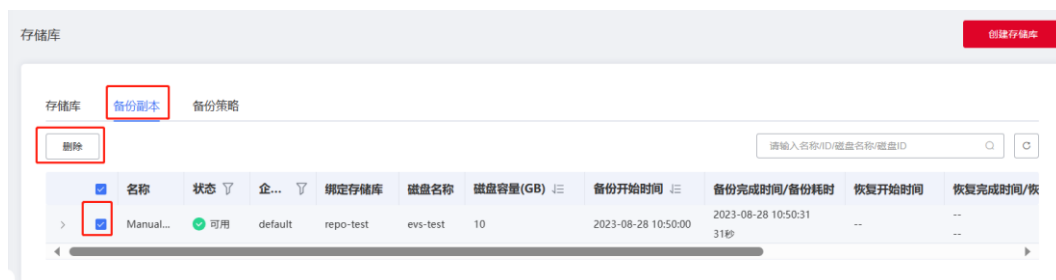 存储库 创建存储库
存储库 备份副本 备份策略
删除 请输入名称/ID/磁盘名称/磁盘ID
名称 状态 企... 绑定存储库 磁盘名称 磁盘容量(GB) 备份开始时间 备份完成时间/备份耗时 恢复开始时间 恢复完成时间/恢
Manual... 可用 default repo-test evs-test 10 2023-08-28 10:50:00 2023-08-28 10:50:31 -- --
31秒 --